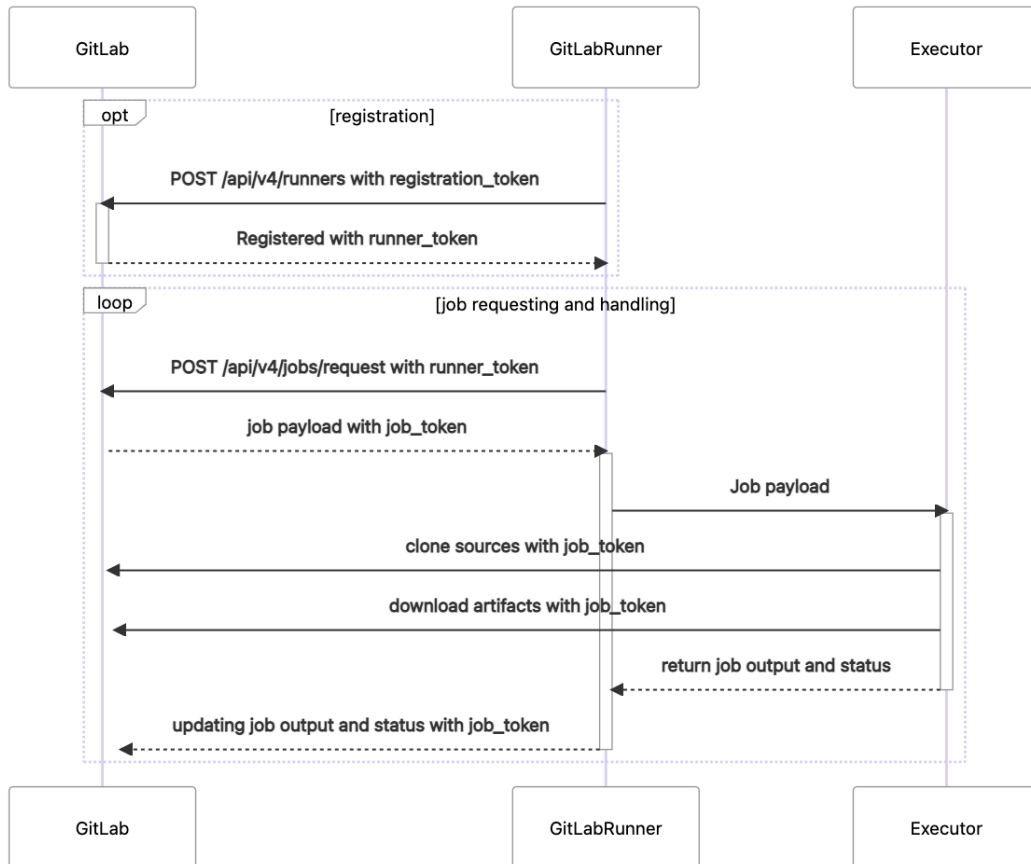 GitLab
GitLabRunner
Executor
opt
[registration]
POST /api/v4/runners with registration_token
Registered with runner_token
loop
[job requesting and handling]
POST /api/v4/jobs/request with runner_token
job payload with job_token
Job payload
clone sources with job_token
download artifacts with job_token
return job output and status
updating job output and status with job_token
GitLab
GitLabRunner
Executor